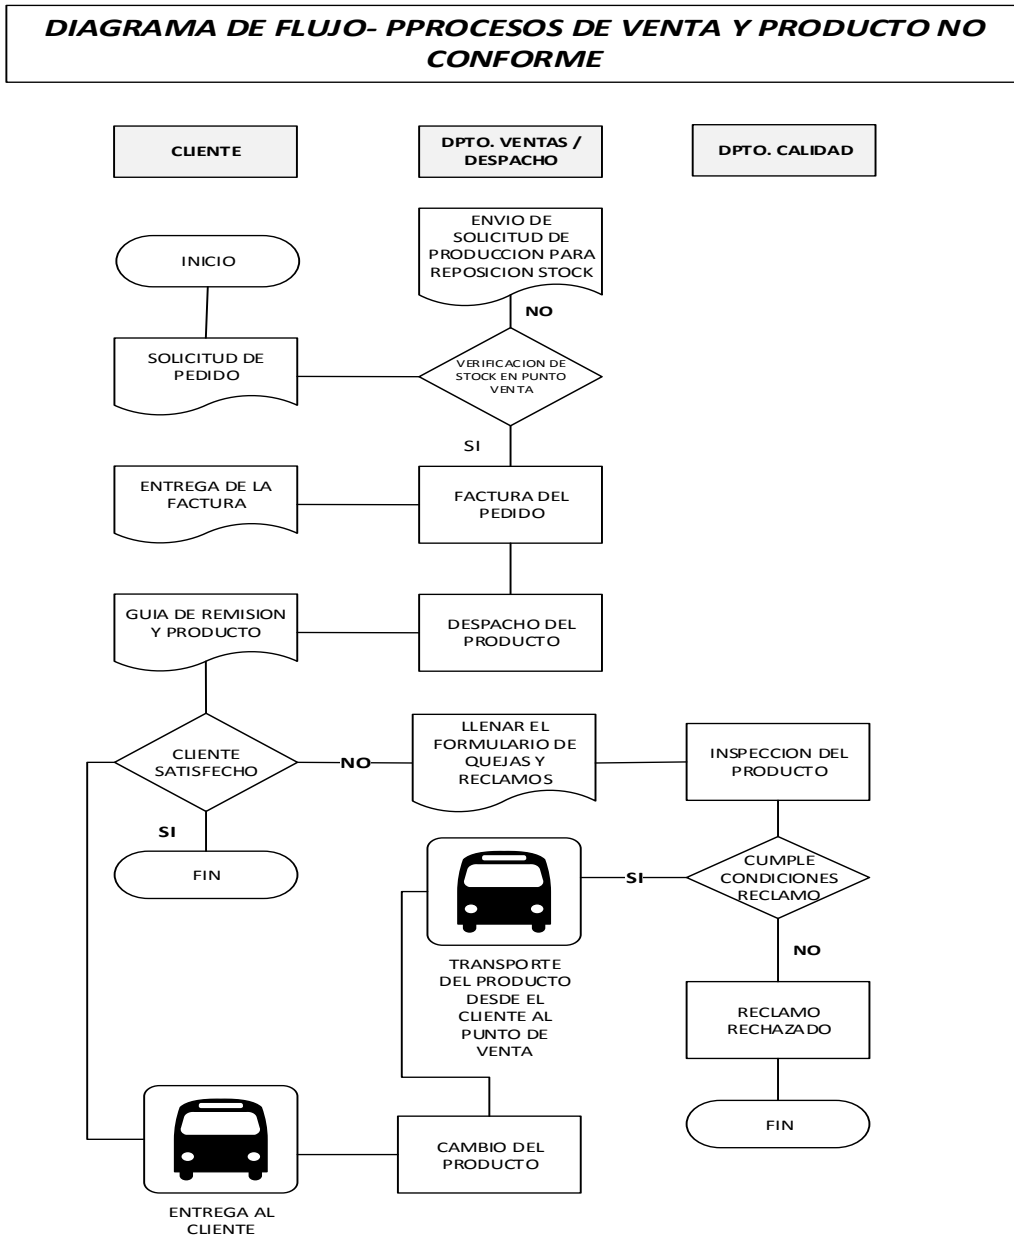 DIAGRAMA DE FLUJO- PPROCESOS DE VENTA Y PRODUCTO NO
CONFORME
CLIENTE
DPTO. VENTAS /
DESPACHO
DPTO. CALIDAD
ENVIO DE
SOLICITUD DE
PRODUCCION PARA
REPOSICION STOCK
INICIO
NO
SOLICITUD DE
PEDIDO
VERIFICACION DE
STOCK EN PUNTO
VENTA
SI
ENTREGA DE LA
FACTURA
FACTURA DEL
PEDIDO
GUIA DE REMISION
Y PRODUCTO
DESPACHO DEL
PRODUCTO
CLIENTE
SATISFECHO
NO
LLENAR EL
FORMULARIO DE
QUEJAS Y
RECLAMOS
INSPECCION DEL
PRODUCTO
SI
FIN
SI
CUMPLE
CONDICIONES
RECLAMO
NO
TRANSPORTE
DEL PRODUCTO
DESDE EL
CLIENTE AL
PUNTO DE
VENTA
RECLAMO
RECHAZADO
FIN
CAMBIO DEL
PRODUCTO
ENTREGA AL
CLIENTE